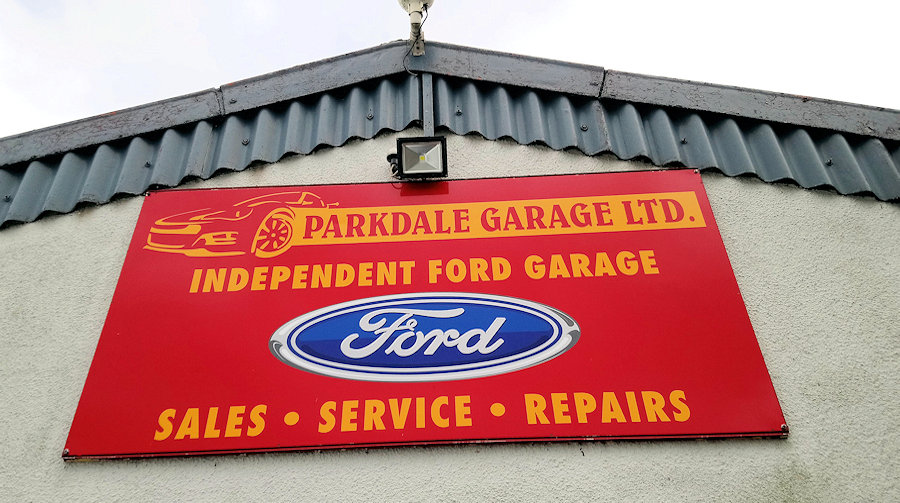 PARKDALE GARAGE LTD.
INDEPENDENT FORD GARAGE
Ford
SALES • SERVICE • REPAIRS